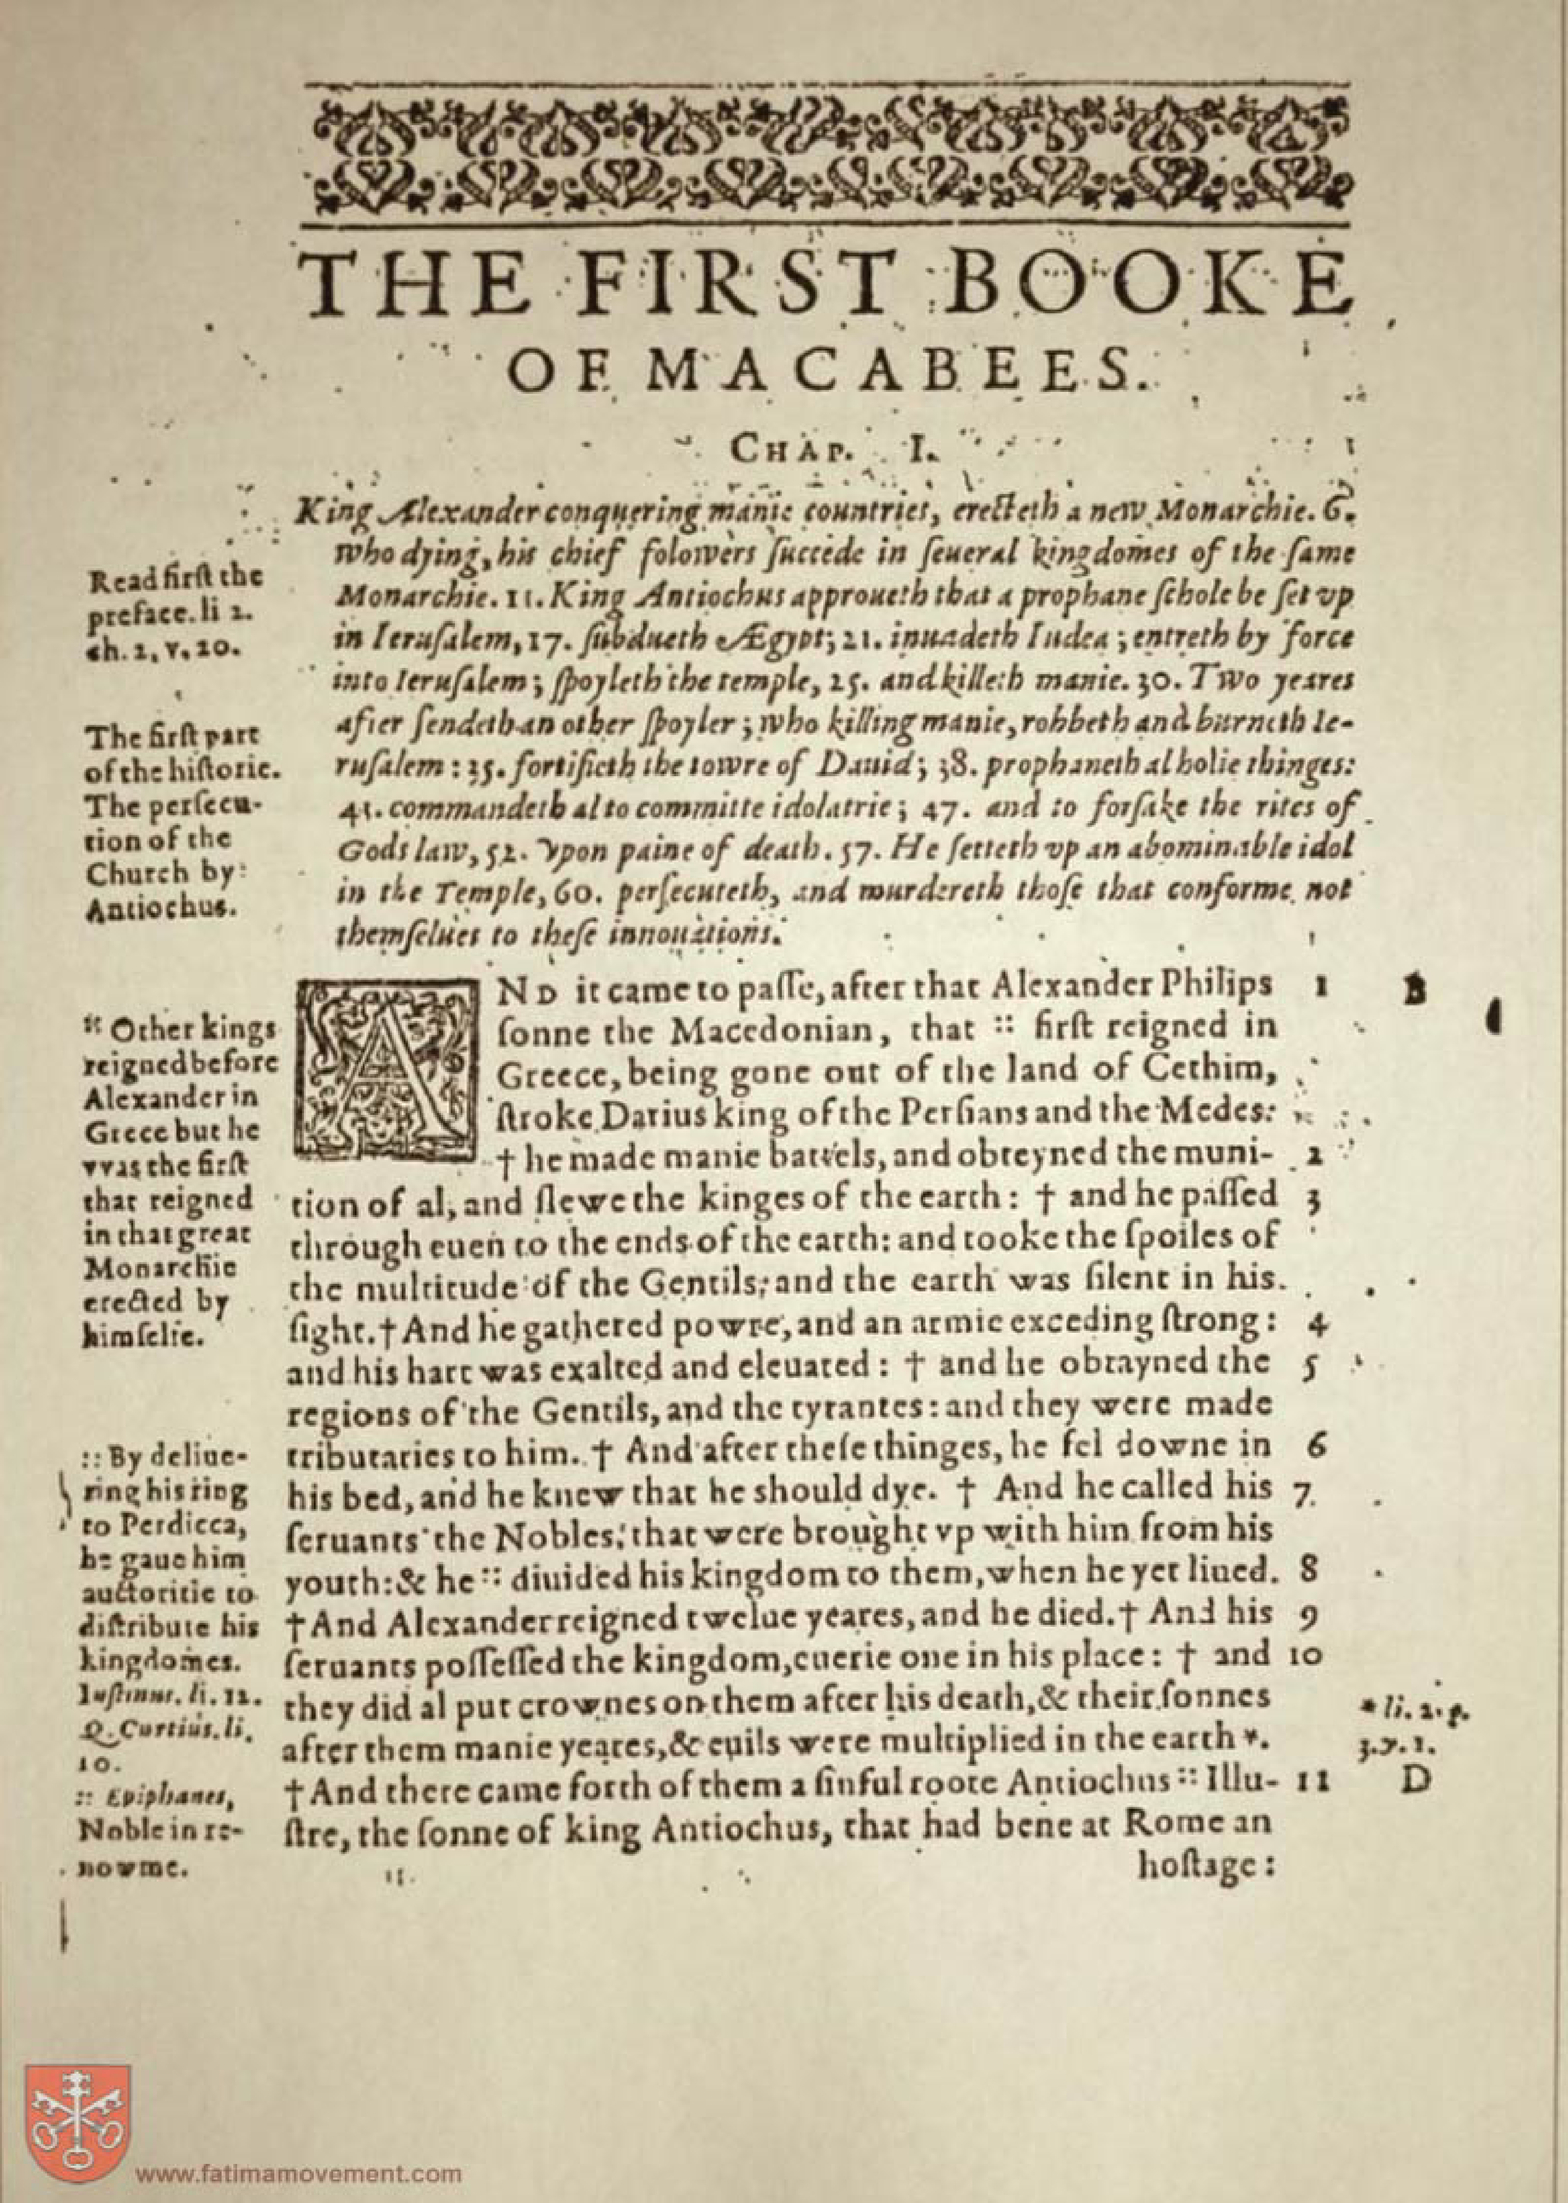 THE FIRST BOOKE
OF MACABEES.
CHAP. I.
King Alexander conquering manie countries, erecteth a new Monarchie. 6.
who dying, his chief folowers succede in seueral kingdomes of the same
Monarchie. 11. King Antiochus approueth that a prophane schole be set vp
in Ierusalem, 17. subdueth Ægypt; 21. inuadeth Iudea; entreth by force
into Ierusalem; spoyleth the temple, 25. and killeth manie. 30. Two yeares
after sendeth an other spoyler; who killing manie, robbeth and burneth Ie-
rusalem: 35. fortifieth the towre of Dauid; 38. prophaneth al holie thinges:
41. commandeth al to committe idolatrie; 47. and to forsake the rites of
Gods law, 52. vpon paine of death. 57. He setteth vp an abominable idol
in the Temple, 60. persecuteth, and murdereth those that conforme not
themselues to these innouations.
Read first the
preface. li 2.
ch. 2, v. 20.
The first part
of the historie.
The persecu-
tion of the
Church by
Antiochus.
AND it came to passe, after that Alexander Philips 1 B
sonne the Macedonian, that :: first reigned in
Greece, being gone out of the land of Cethim,
stroke Darius king of the Persians and the Medes:
† he made manie battels, and obteyned the muni- 2
tion of al, and slewe the kinges of the earth: † and he passed 3
through euen to the ends of the earth: and tooke the spoiles of
the multitude of the Gentils; and the earth was silent in his
sight. † And he gathered powre, and an armie exceding strong: 4
and his hart was exalted and eleuated: † and he obtayned the 5
regions of the Gentils, and the tyrantes: and they were made
tributaries to him. † And after these thinges, he fel downe in 6
his bed, and he knew that he should dye. † And he called his 7
seruants the Nobles, that were brought vp with him from his
youth: & he :: diuided his kingdom to them, when he yet liued. 8
† And Alexander reigned twelue yeares, and he died. † And his 9
seruants possessed the kingdom, euerie one in his place: † and 10
they did al put crownes on them after his death, & their sonnes
after them manie yeares, & euils were multiplied in the earth *.
† And there came forth of them a sinful roote Antiochus :: Illu- 11 D
stre, the sonne of king Antiochus, that had bene at Rome an
hostage:
:: Other kings
reigned before
Alexander in
Grece but he
vvas the first
that reigned
in that great
Monarchie
erected by
himselfe.
:: By deliue-
ring his ring
to Perdicca,
he gaue him
auctoritie to
distribute his
kingdomes.
Iustinus. li. 12.
Q. Curtius. li.
10.
:: Epiphanes,
Noble in re-
nowme.
* li. 2. p.
3. v. 1.
www.fatimamovement.com